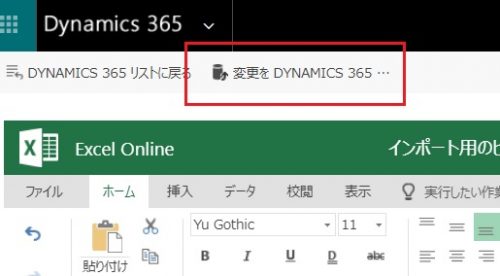 Dynamics 365
DYNAMICS 365 リストに戻る 変更を DYNAMICS 365 …
Excel Online インポート用のビ
ファイル ホーム 挿入 データ 校閲 表示 実行したい作業
貼り付け Yu Gothic 11
B I U D abc